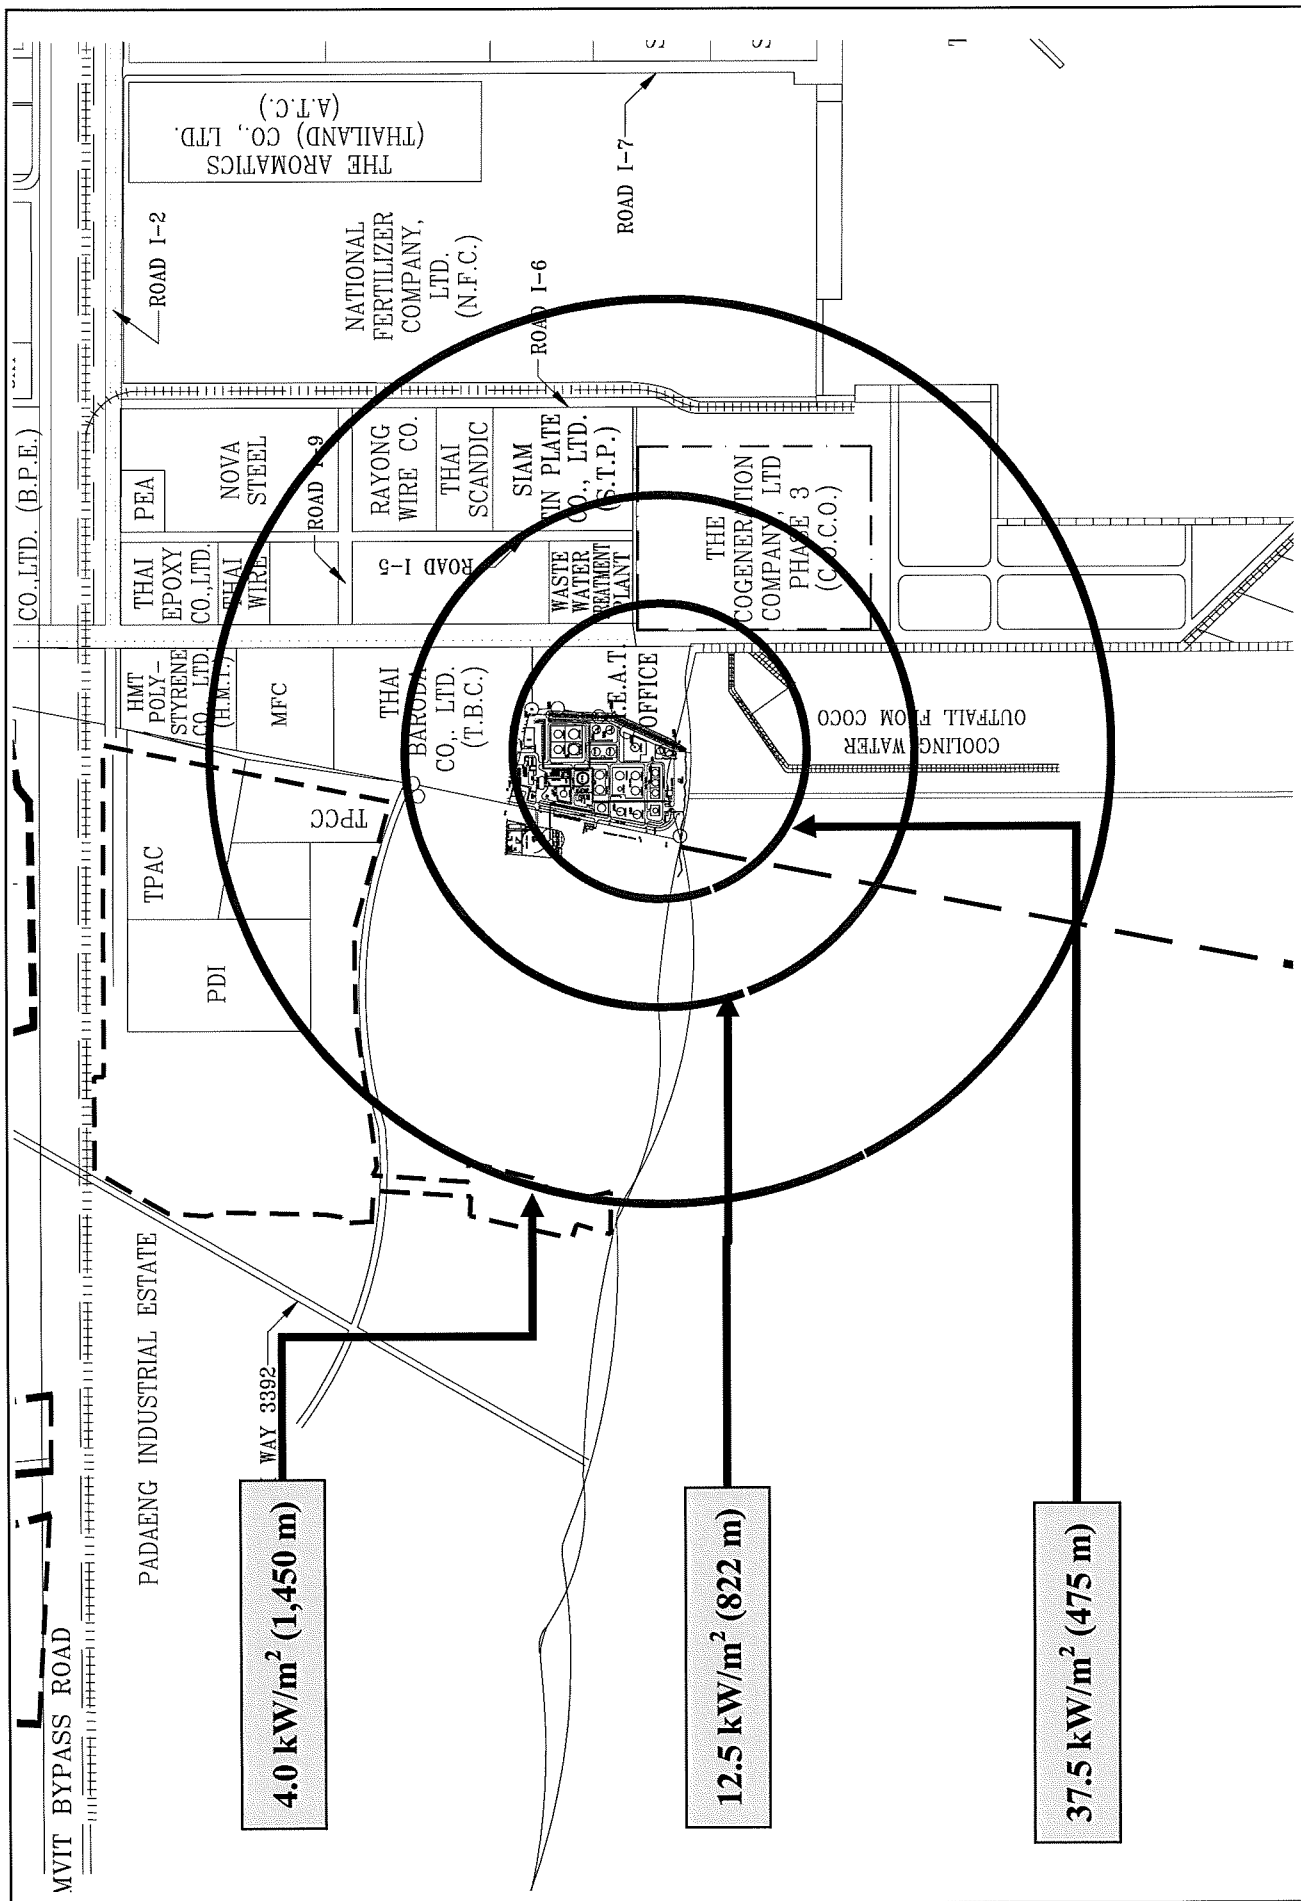 CO.,LTD. (B.P.E.)
MVIT BYPASS ROAD
PADAENG INDUSTRIAL ESTATE
WAY 3392
ROAD I-2
THE AROMATICS
(THAILAND) CO., LTD.
(A.T.C.)
NATIONAL
FERTILIZER
COMPANY,
LTD.
(N.F.C.)
ROAD I-7
ROAD I-6
PEA
NOVA
STEEL
ROAD I-9
RAYONG
WIRE CO.
THAI
SCANDIC
SIAM
TIN PLATE
CO., LTD.
(S.T.P.)
THAI
EPOXY
CO.,LTD.
THAI
WIRE
ROAD I-5
WASTE
WATER
TREATMENT
PLANT
THE
COGENERATION
COMPANY, LTD
PHASE 3
(C.O.C.O.)
HMT
POLY-
STYRENE
CO., LTD.
(H.M.T.)
MFC
THAI
BARODA
CO., LTD.
(T.B.C.)
I.E.A.T.
OFFICE
COOLING WATER
OUTFALL FROM COCO
TPCC
TPAC
PDI
4.0 kW/m² (1,450 m)
12.5 kW/m² (822 m)
37.5 kW/m² (475 m)